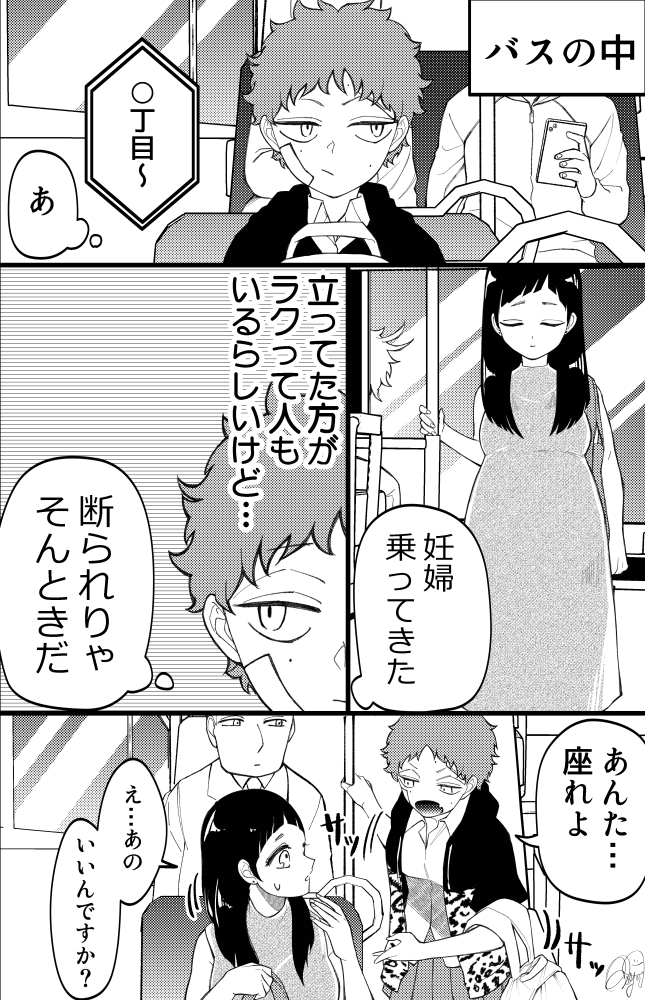 バスの中
○丁目～
あ
妊婦
乗ってきた
立ってた方が
ラクって人も
いるらしいけど…
断られりゃ
そんときだ
あんた…
座れよ
サッ
サッ
え…あの
いいんですか?